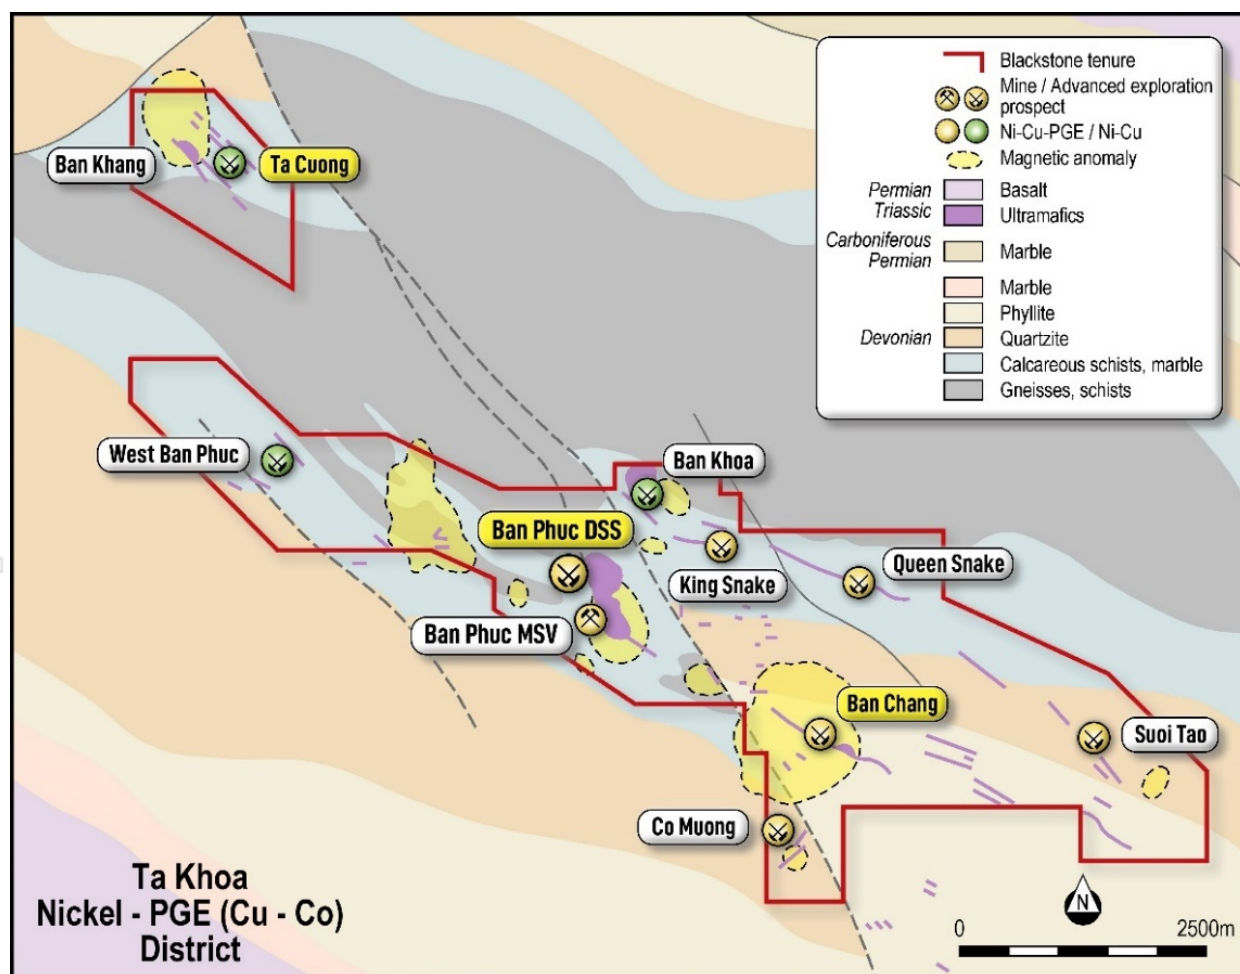 Blackstone tenure
Mine / Advanced exploration
prospect
Ni-Cu-PGE / Ni-Cu
Magnetic anomaly
Permian
Triassic
Basalt
Ultramafics
Carboniferous
Permian
Marble
Marble
Phyllite
Devonian
Quartzite
Calcareous schists, marble
Gneisses, schists
Ban Khang
Ta Cuong
West Ban Phuc
Ban Khoa
Ban Phuc DSS
King Snake
Queen Snake
Ban Phuc MSV
Ban Chang
Suoi Tao
Co Muong
Ta Khoa
Nickel - PGE (Cu - Co)
District
N
0
2500m